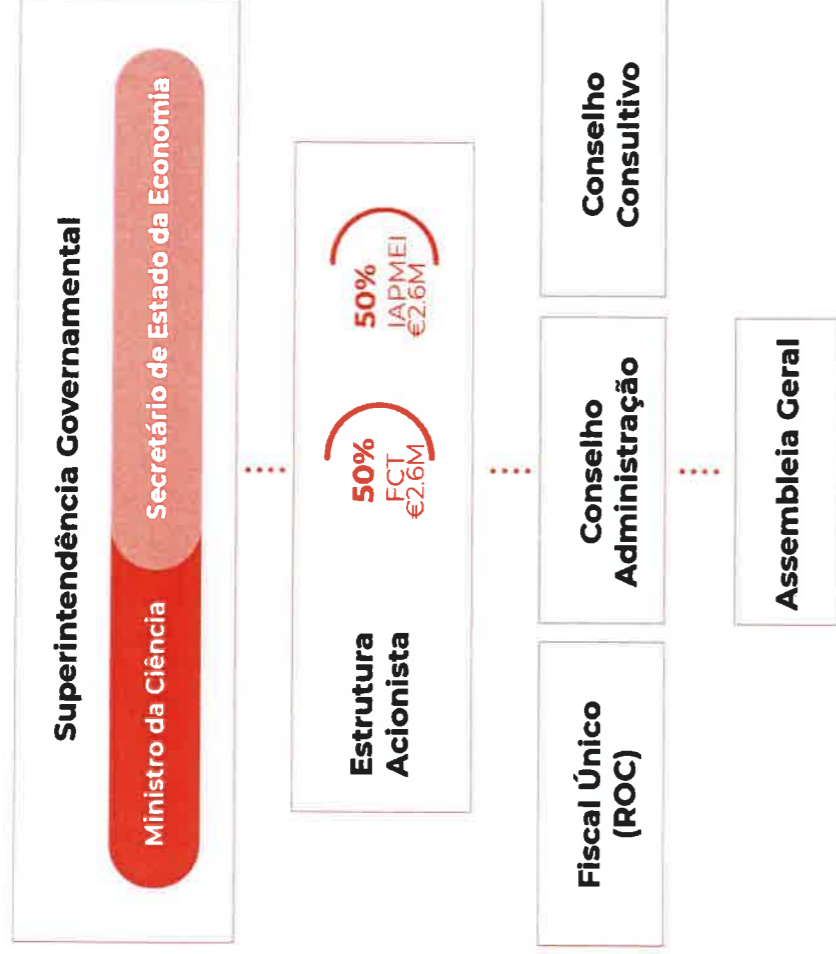 Superintendência Governamental
Ministro da Ciência
Secretário de Estado da Economia
Estrutura
Acionista
50%
FCT
€2.6M
50%
IAPMEI
€2.6M
Fiscal Único
(ROC)
Conselho
Administração
Conselho
Consultivo
Assembleia Geral